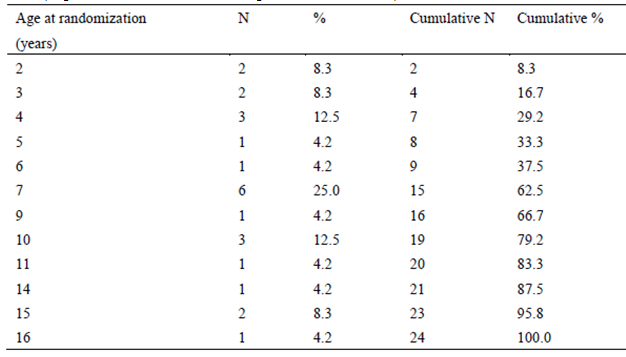 Age at randomization N % Cumulative N Cumulative %
(years)
2 2 8.3 2 8.3
3 2 8.3 4 16.7
4 3 12.5 7 29.2
5 1 4.2 8 33.3
6 1 4.2 9 37.5
7 6 25.0 15 62.5
9 1 4.2 16 66.7
10 3 12.5 19 79.2
11 1 4.2 20 83.3
14 1 4.2 21 87.5
15 2 8.3 23 95.8
16 1 4.2 24 100.0